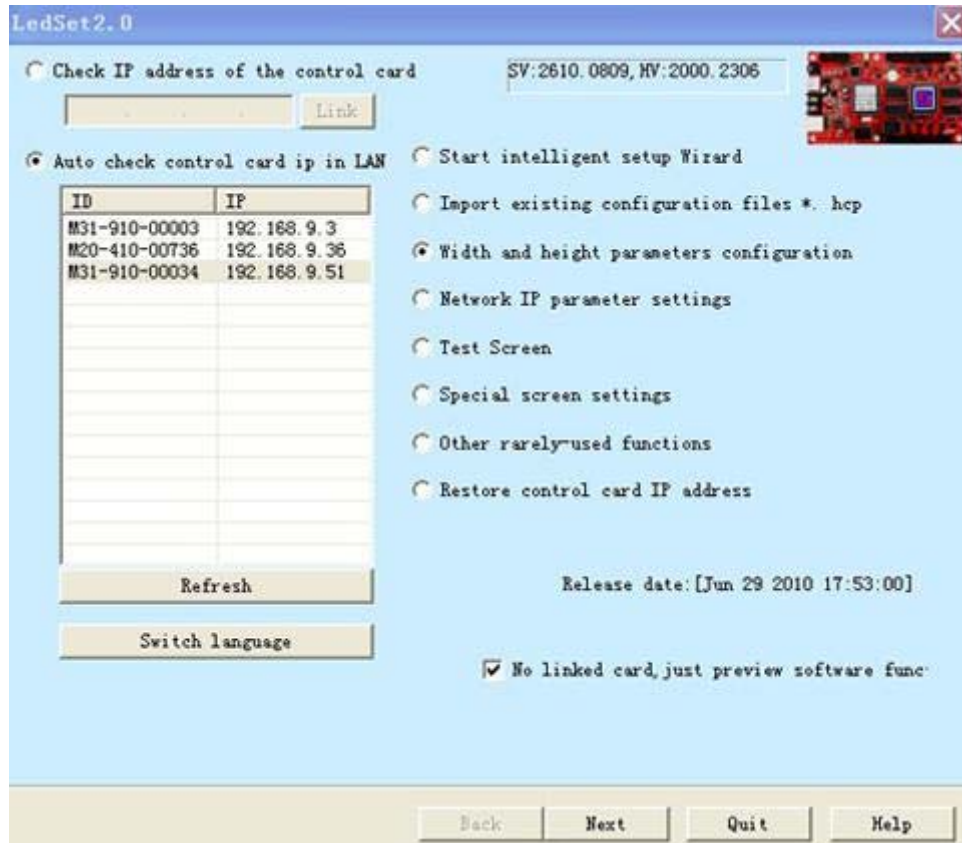 LedSet2.0
Check IP address of the control card
SV:2610.0809, HV:2000.2306
Link
Auto check control card ip in LAN
ID IP
M31-910-00003 192.168.9.3
M20-410-00736 192.168.9.36
M31-910-00034 192.168.9.51
Refresh
Switch language
Start intelligent setup Wizard
Import existing configuration files *. hcp
Width and height parameters configuration
Network IP parameter settings
Test Screen
Special screen settings
Other rarely-used functions
Restore control card IP address
Release date:[Jun 29 2010 17:53:00]
No linked card,just preview software func
Back Next Quit Help